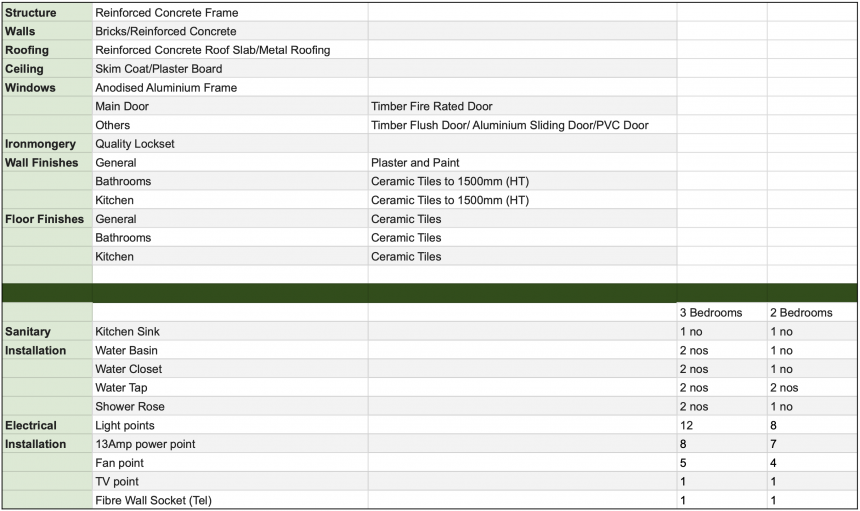 Structure Reinforced Concrete Frame
Walls Bricks/Reinforced Concrete
Roofing Reinforced Concrete Roof Slab/Metal Roofing
Ceiling Skim Coat/Plaster Board
Windows Anodised Aluminium Frame
Main Door Timber Fire Rated Door
Others Timber Flush Door/ Aluminium Sliding Door/PVC Door
Ironmongery Quality Lockset
Wall Finishes General Plaster and Paint
Bathrooms Ceramic Tiles to 1500mm (HT)
Kitchen Ceramic Tiles to 1500mm (HT)
Floor Finishes General Ceramic Tiles
Bathrooms Ceramic Tiles
Kitchen Ceramic Tiles
3 Bedrooms 2 Bedrooms
Sanitary Kitchen Sink 1 no 1 no
Installation Water Basin 2 nos 1 no
Water Closet 2 nos 1 no
Water Tap 2 nos 2 nos
Shower Rose 2 nos 1 no
Electrical Light points 12 8
Installation 13Amp power point 8 7
Fan point 5 4
TV point 1 1
Fibre Wall Socket (Tel) 1 1